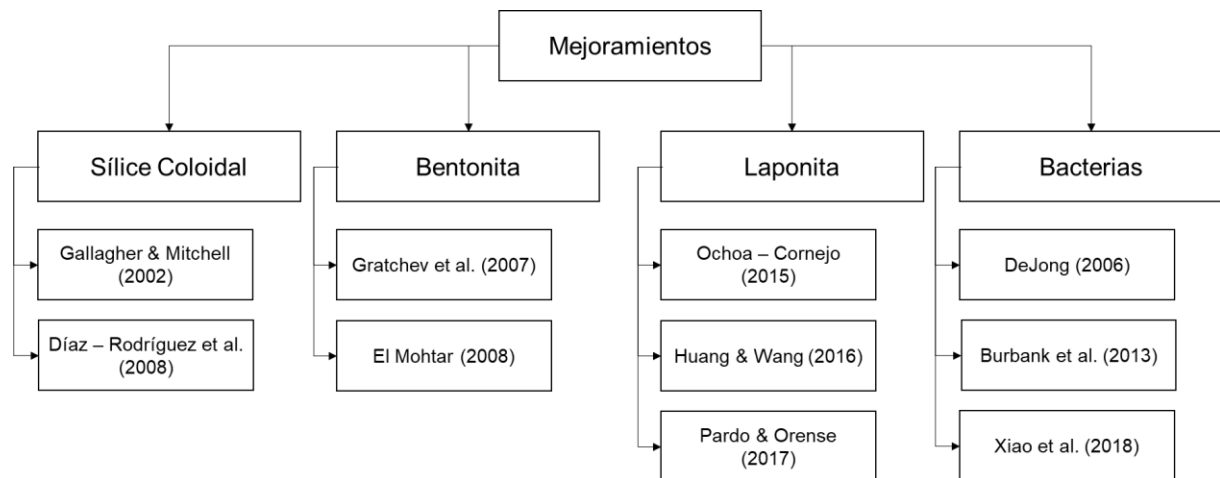 Mejoramientos
Sílice Coloidal
Gallagher & Mitchell
(2002)
Díaz – Rodríguez et al.
(2008)
Bentonita
Gratchev et al. (2007)
El Mohtar (2008)
Laponita
Ochoa – Cornejo
(2015)
Huang & Wang (2016)
Pardo & Orense
(2017)
Bacterias
DeJong (2006)
Burbank et al. (2013)
Xiao et al. (2018)